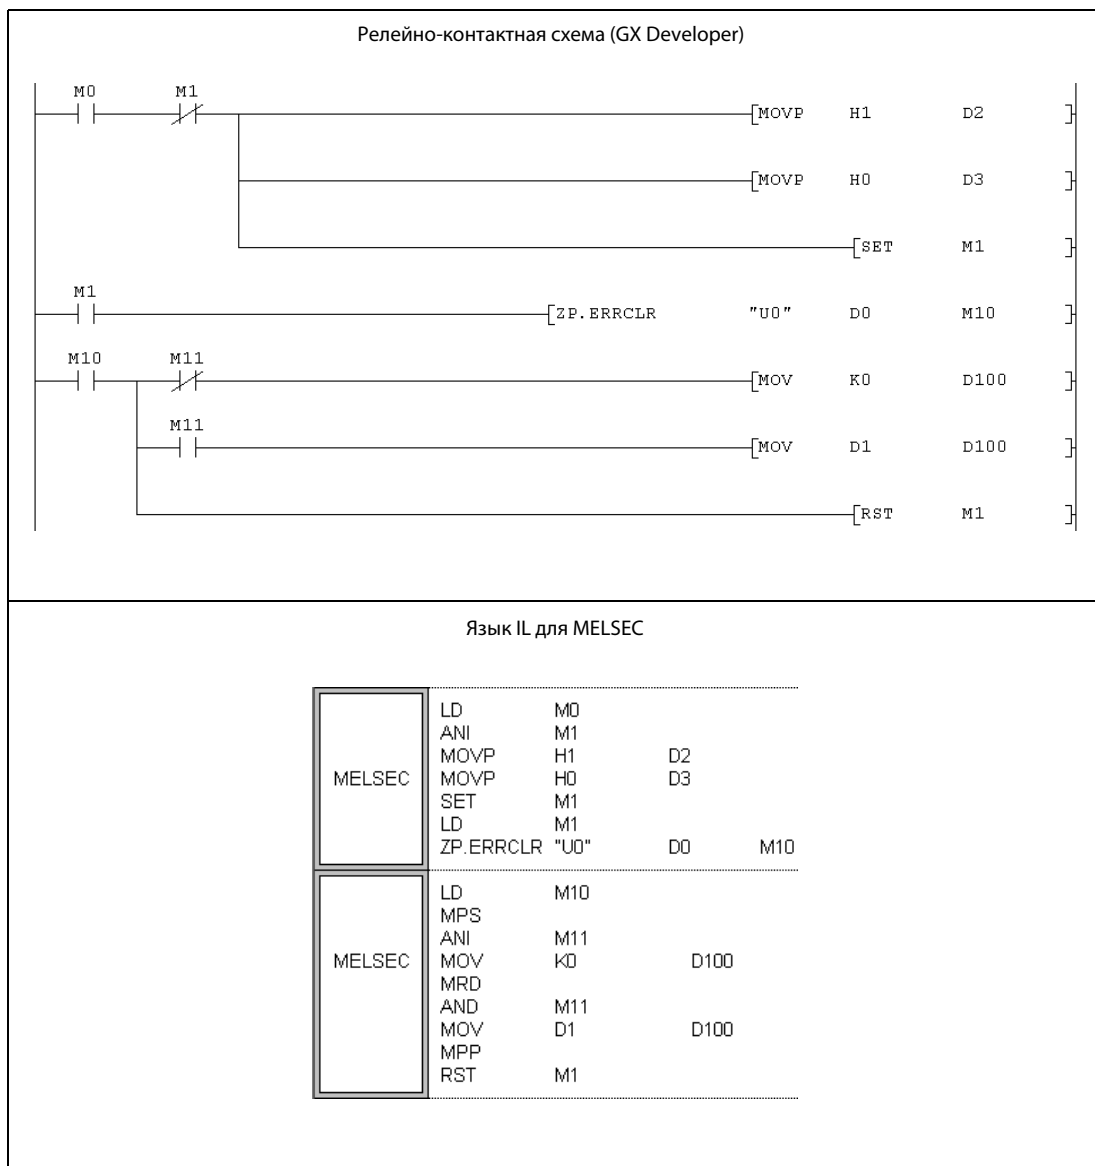 Релейно-контактная схема (GX Developer)
M0 M1
MOVP H1 D2
MOVP H0 D3
SET M1
M1
ZP.ERRCLR "U0" D0 M10
M10 M11
MOV K0 D100
M11
MOV D1 D100
RST M1
Язык IL для MELSEC
MELSEC
LD M0
ANI M1
MOVP H1 D2
MOVP H0 D3
SET M1
LD M1
ZP.ERRCLR "U0" D0 M10
MELSEC
LD M10
MPS
ANI M11
MOV K0 D100
MRD
AND M11
MOV D1 D100
MPP
RST M1